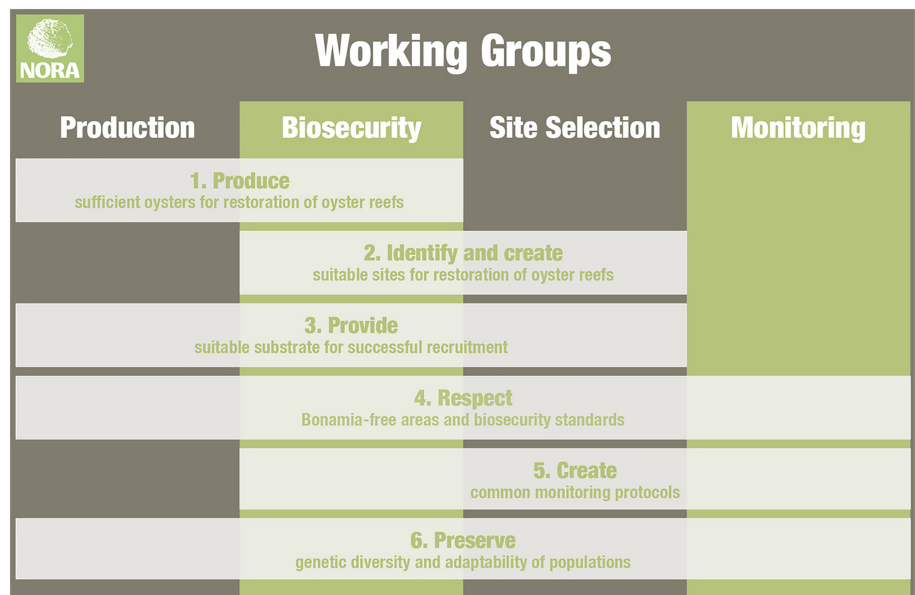 NORA
Working Groups
Production
Biosecurity
Site Selection
Monitoring
1. Produce
sufficient oysters for restoration of oyster reefs
2. Identify and create
suitable sites for restoration of oyster reefs
3. Provide
suitable substrate for successful recruitment
4. Respect
Bonamia-free areas and biosecurity standards
5. Create
common monitoring protocols
6. Preserve
genetic diversity and adaptability of populations